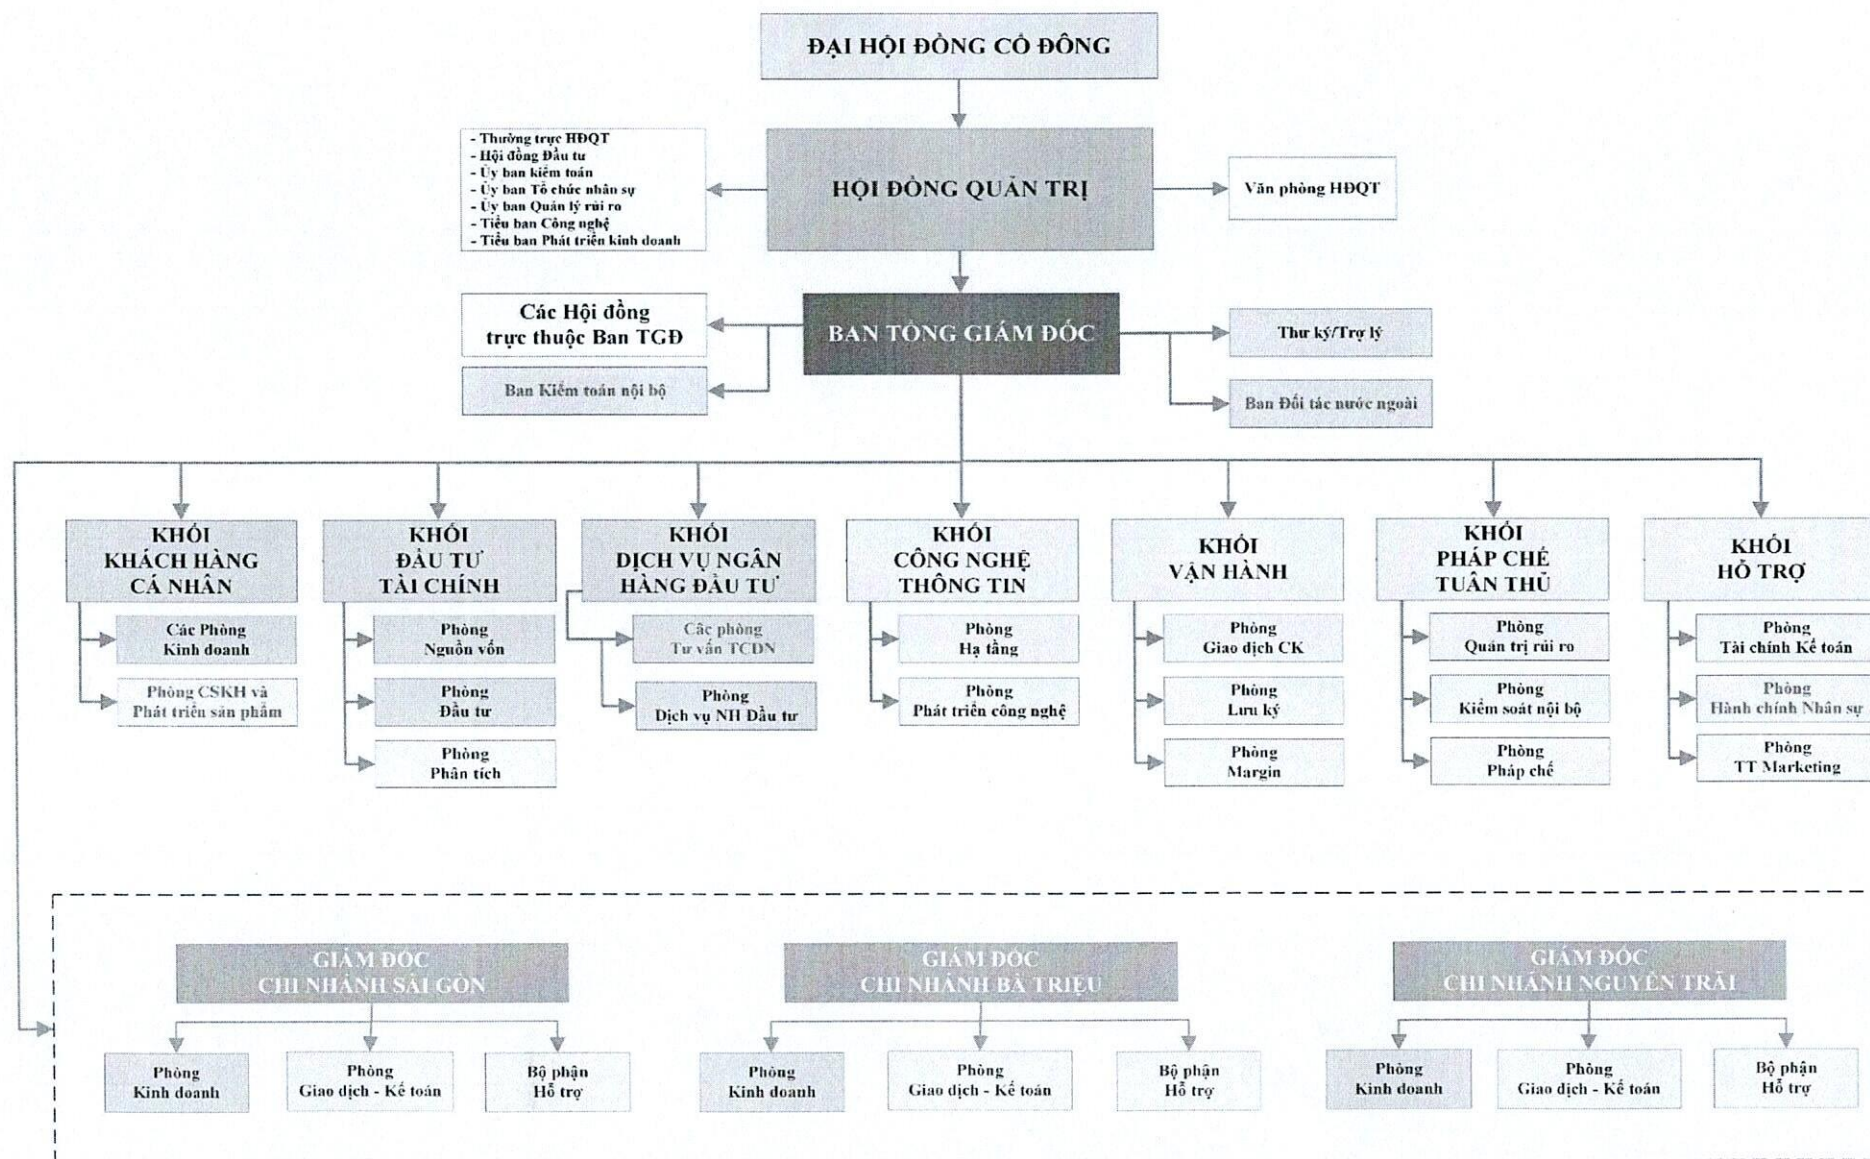 ĐẠI HỘI ĐỒNG CỔ ĐÔNG
- Thường trực HĐQT
- Hội đồng Đầu tư
- Ủy ban kiểm toán
- Ủy ban Tổ chức nhân sự
- Ủy ban Quản lý rủi ro
- Tiểu ban Công nghệ
- Tiểu ban Phát triển kinh doanh
HỘI ĐỒNG QUẢN TRỊ
Văn phòng HĐQT
Các Hội đồng
trực thuộc Ban TGĐ
BAN TỔNG GIÁM ĐỐC
Thư ký/Trợ lý
Ban Kiểm toán nội bộ
Ban Đối tác nước ngoài
KHỐI
KHÁCH HÀNG
CÁ NHÂN
Các Phòng
Kinh doanh
Phòng CSKH và
Phát triển sản phẩm
KHỐI
ĐẦU TƯ
TÀI CHÍNH
Phòng
Nguồn vốn
Phòng
Đầu tư
Phòng
Phân tích
KHỐI
DỊCH VỤ NGÂN
HÀNG ĐẦU TƯ
Các phòng
Tư vấn TCDN
Phòng
Dịch vụ NH Đầu tư
KHỐI
CÔNG NGHỆ
THÔNG TIN
Phòng
Hạ tầng
Phòng
Phát triển công nghệ
KHỐI
VẬN HÀNH
Phòng
Giao dịch CK
Phòng
Lưu ký
Phòng
Margin
KHỐI
PHÁP CHẾ
TUÂN THỦ
Phòng
Quản trị rủi ro
Phòng
Kiểm soát nội bộ
Phòng
Pháp chế
KHỐI
HỖ TRỢ
Phòng
Tài chính Kế toán
Phòng
Hành chính Nhân sự
Phòng
TT Marketing
GIÁM ĐỐC
CHI NHÁNH SÀI GÒN
Phòng
Kinh doanh
Phòng
Giao dịch - Kế toán
Bộ phận
Hỗ trợ
GIÁM ĐỐC
CHI NHÁNH BÀ TRIỆU
Phòng
Kinh doanh
Phòng
Giao dịch - Kế toán
Bộ phận
Hỗ trợ
GIÁM ĐỐC
CHI NHÁNH NGUYỄN TRÃI
Phòng
Kinh doanh
Phòng
Giao dịch - Kế toán
Bộ phận
Hỗ trợ